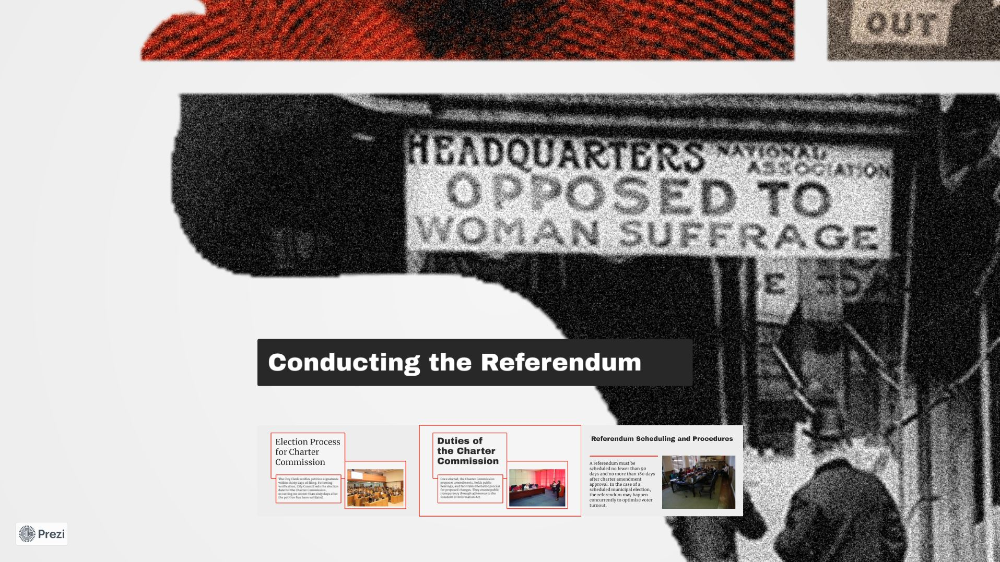 OUT
HEADQUARTERS NATIONAL
ASSOCIATION
OPPOSED TO
WOMAN SUFFRAGE
Conducting the Referendum
Election Process
for Charter
Commission
The City Clerk verifies petition signatures
within thirty days of filing. Following
verification, City Council sets the election
date for the Charter Commission,
occurring no sooner than sixty days after
the petition has been validated.
Duties of
the Charter
Commission
Once elected, the Charter Commission
proposes amendments, holds public
hearings, and facilitates the ballot process
for proposed changes. They ensure public
transparency through adherence to the
Freedom of Information Act.
Referendum Scheduling and Procedures
A referendum must be
scheduled no fewer than 90
days and no more than 180 days
after charter amendment
approval. In the case of a
scheduled municipal election,
the referendum may happen
concurrently to optimize voter
turnout.
Prezi